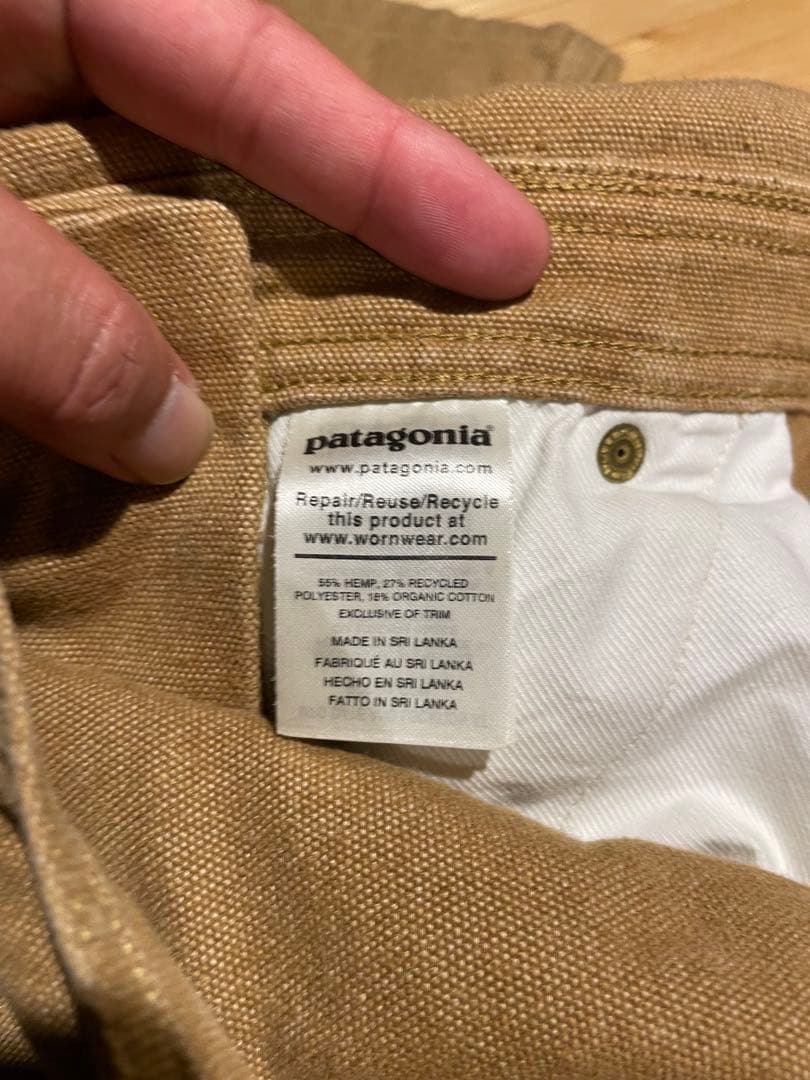 patagonia®
www.patagonia.com
Repair/Reuse/Recycle
this product at
www.wornwear.com
55% HEMP, 27% RECYCLED
POLYESTER, 18% ORGANIC COTTON
EXCLUSIVE OF TRIM
MADE IN SRI LANKA
FABRIQUÉ AU SRI LANKA
HECHO EN SRI LANKA
FATTO IN SRI LANKA